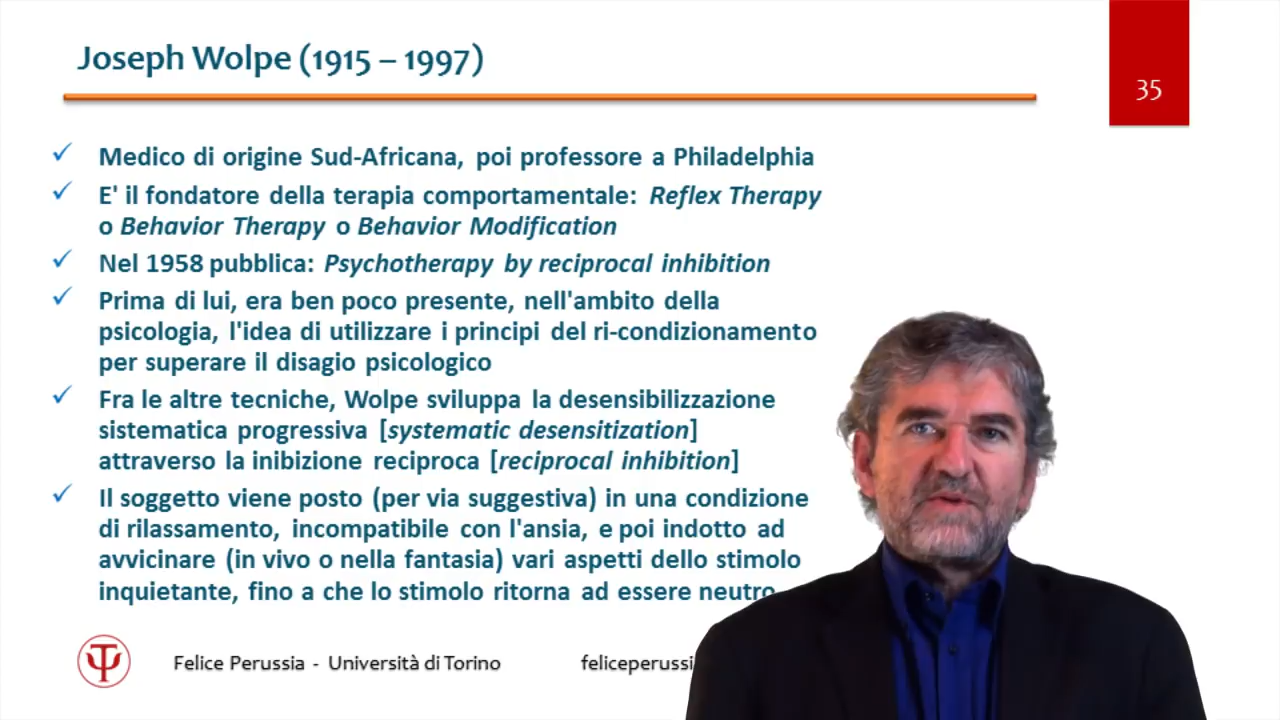 Joseph Wolpe (1915 – 1997)
35
Medico di origine Sud-Africana, poi professore a Philadelphia
E' il fondatore della terapia comportamentale: Reflex Therapy
o Behavior Therapy o Behavior Modification
Nel 1958 pubblica: Psychotherapy by reciprocal inhibition
Prima di lui, era ben poco presente, nell'ambito della
psicologia, l'idea di utilizzare i principi del ri-condizionamento
per superare il disagio psicologico
Fra le altre tecniche, Wolpe sviluppa la desensibilizzazione
sistematica progressiva [systematic desensitization]
attraverso la inibizione reciproca [reciprocal inhibition]
Il soggetto viene posto (per via suggestiva) in una condizione
di rilassamento, incompatibile con l'ansia, e poi indotto ad
avvicinare (in vivo o nella fantasia) vari aspetti dello stimolo
inquietante, fino a che lo stimolo ritorna ad essere neutro
Felice Perussia - Università di Torino